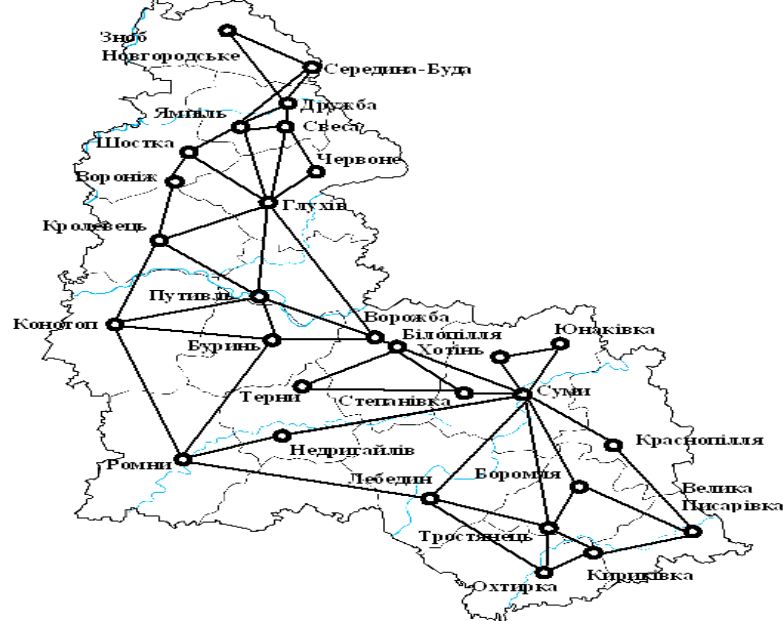 Зноб
Новгородське
Середина-Буда
Дружба
Ямпіль
Свеса
Шостка
Червоне
Вороніж
Глухів
Кролевець
Путивль
Ворожба
Конотоп
Білопілля
Юнаківка
Буринь
Хотінь
Терни
Степанівка
Суми
Недригайлів
Краснопілля
Ромни
Лебедин
Боромля
Велика
Писарівка
Тростянець
Охтирка
Кириківка